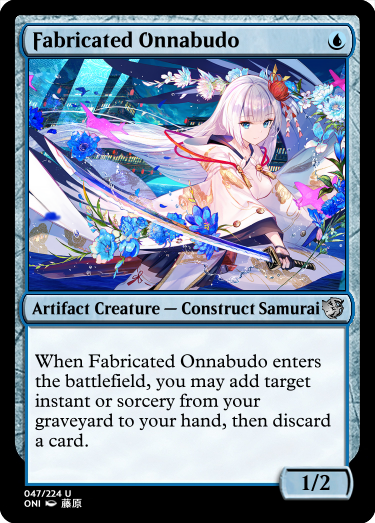 Fabricated Onnabudo
Artifact Creature — Construct Samurai
When Fabricated Onnabudo enters
the battlefield, you may add target
instant or sorcery from your
graveyard to your hand, then discard
a card.
1/2
047/224 U
ONI 藤原